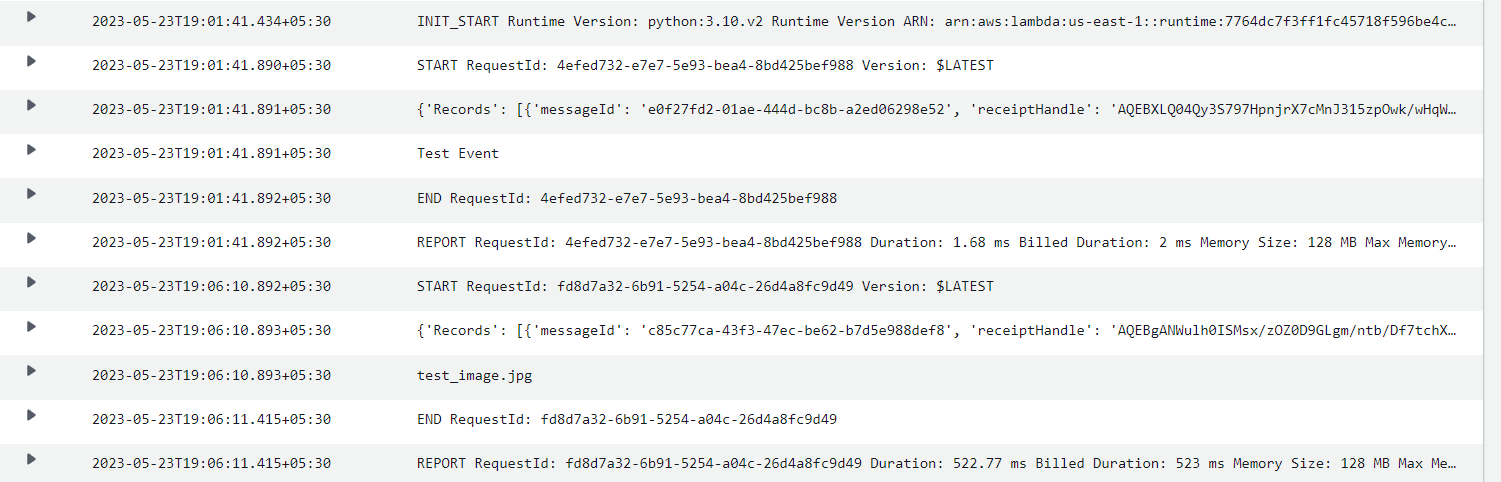 2023-05-23T19:01:41.434+05:30 INIT_START Runtime Version: python:3.10.v2 Runtime Version ARN: arn:aws:lambda:us-east-1::runtime:7764dc7f3ff1fc45718f596be4c…
2023-05-23T19:01:41.890+05:30 START RequestId: 4efed732-e7e7-5e93-bea4-8bd425bef988 Version: $LATEST
2023-05-23T19:01:41.891+05:30 {'Records': [{'messageId': 'e0f27fd2-01ae-444d-bc8b-a2ed06298e52', 'receiptHandle': 'AQEBXLQ04Qy3S797HpnjrX7cMnJ315zpOwk/wHqW…
2023-05-23T19:01:41.891+05:30 Test Event
2023-05-23T19:01:41.892+05:30 END RequestId: 4efed732-e7e7-5e93-bea4-8bd425bef988
2023-05-23T19:01:41.892+05:30 REPORT RequestId: 4efed732-e7e7-5e93-bea4-8bd425bef988 Duration: 1.68 ms Billed Duration: 2 ms Memory Size: 128 MB Max Memory…
2023-05-23T19:06:10.892+05:30 START RequestId: fd8d7a32-6b91-5254-a04c-26d4a8fc9d49 Version: $LATEST
2023-05-23T19:06:10.893+05:30 {'Records': [{'messageId': 'c85c77ca-43f3-47ec-be62-b7d5e988def8', 'receiptHandle': 'AQEBgANWulh0ISMsx/zOZ0D9GLgm/ntb/Df7tchX…
2023-05-23T19:06:10.893+05:30 test_image.jpg
2023-05-23T19:06:11.415+05:30 END RequestId: fd8d7a32-6b91-5254-a04c-26d4a8fc9d49
2023-05-23T19:06:11.415+05:30 REPORT RequestId: fd8d7a32-6b91-5254-a04c-26d4a8fc9d49 Duration: 522.77 ms Billed Duration: 523 ms Memory Size: 128 MB Max Me…